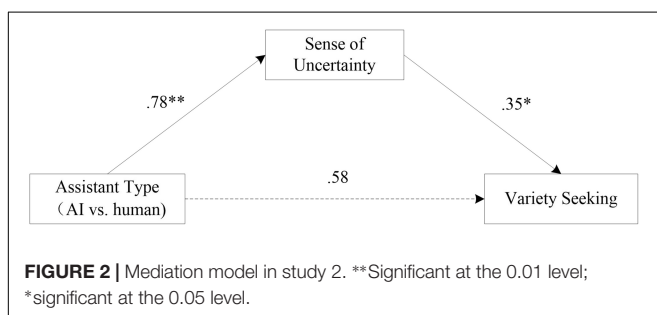 Sense of
Uncertainty
.78**
.35*
Assistant Type
（AI vs. human)
.58
Variety Seeking
FIGURE 2 | Mediation model in study 2. **Significant at the 0.01 level;
*significant at the 0.05 level.